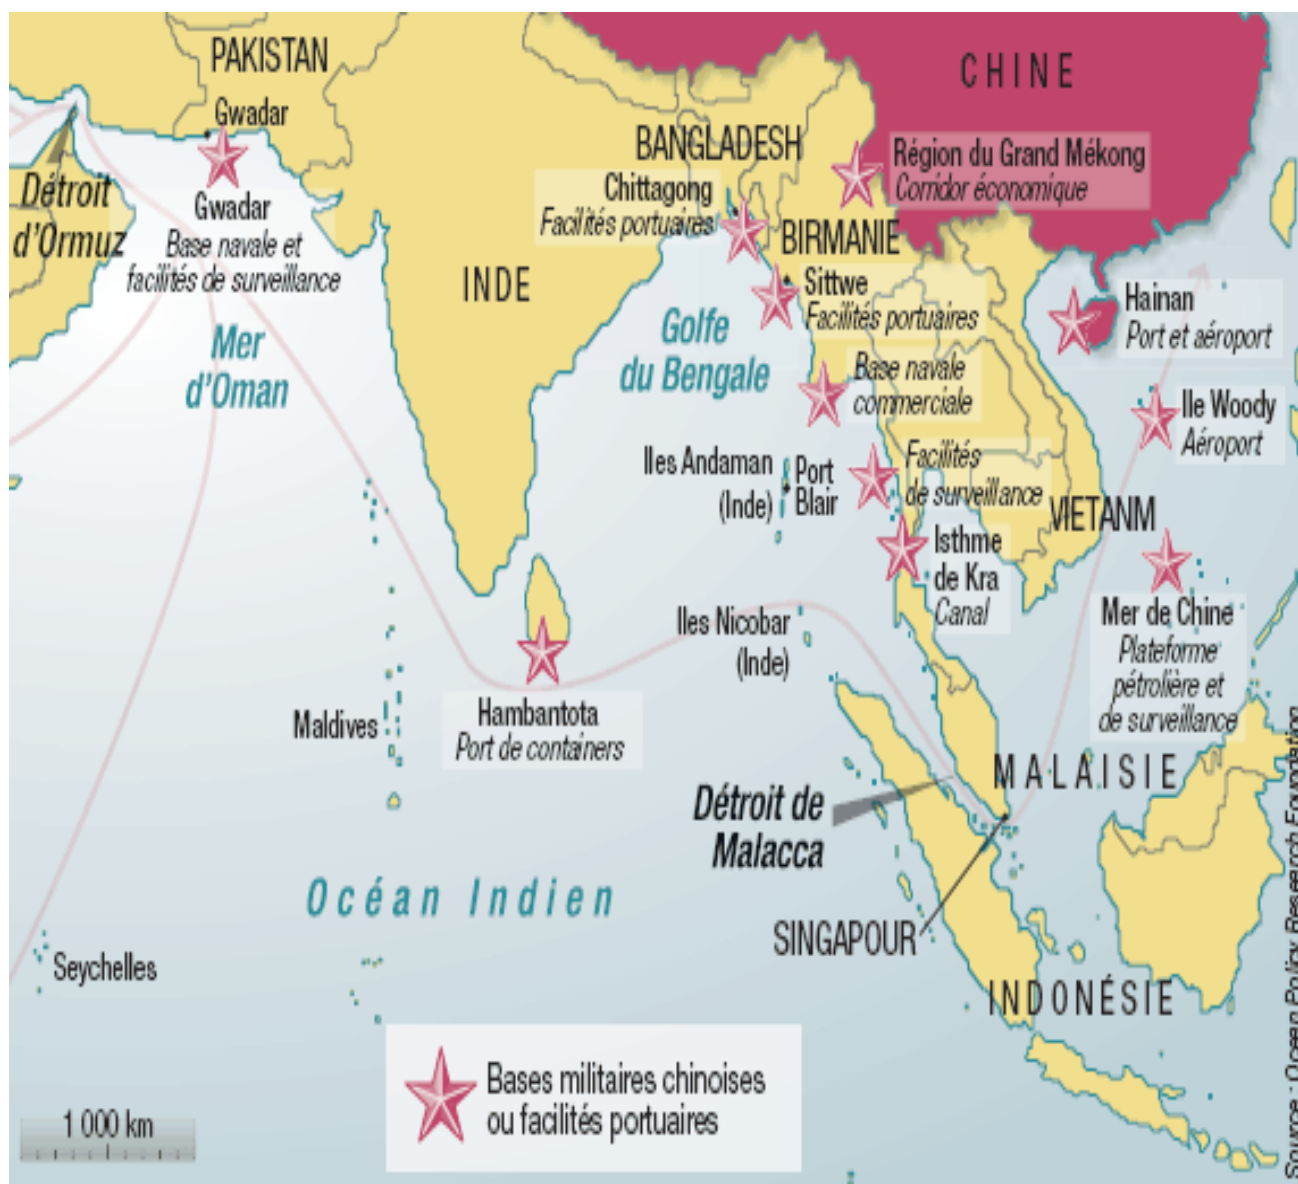 PAKISTAN
Gwadar
Détroit
d'Ormuz
Gwadar
Base navale et
facilités de surveillance
Mer
d'Oman
INDE
CHINE
BANGLADESH
Chittagong
Facilités portuaires
Région du Grand Mékong
Corridor économique
BIRMANIE
Sittwe
Facilités portuaires
Golfe
du Bengale
Base navale
commerciale
Hainan
Port et aéroport
Ile Woody
Aéroport
Iles Andaman
(Inde)
Port
Blair
Facilités
de surveillance
VIETANM
Isthme
de Kra
Canal
Mer de Chine
Plateforme
pétrolière et
de surveillance
Iles Nicobar
(Inde)
Maldives
Hambantota
Port de containers
MALAISIE
Détroit de
Malacca
Océan Indien
SINGAPOUR
Seychelles
INDONÉSIE
Bases militaires chinoises
ou facilités portuaires
1 000 km
Source : Ocean Policy Research Foundation